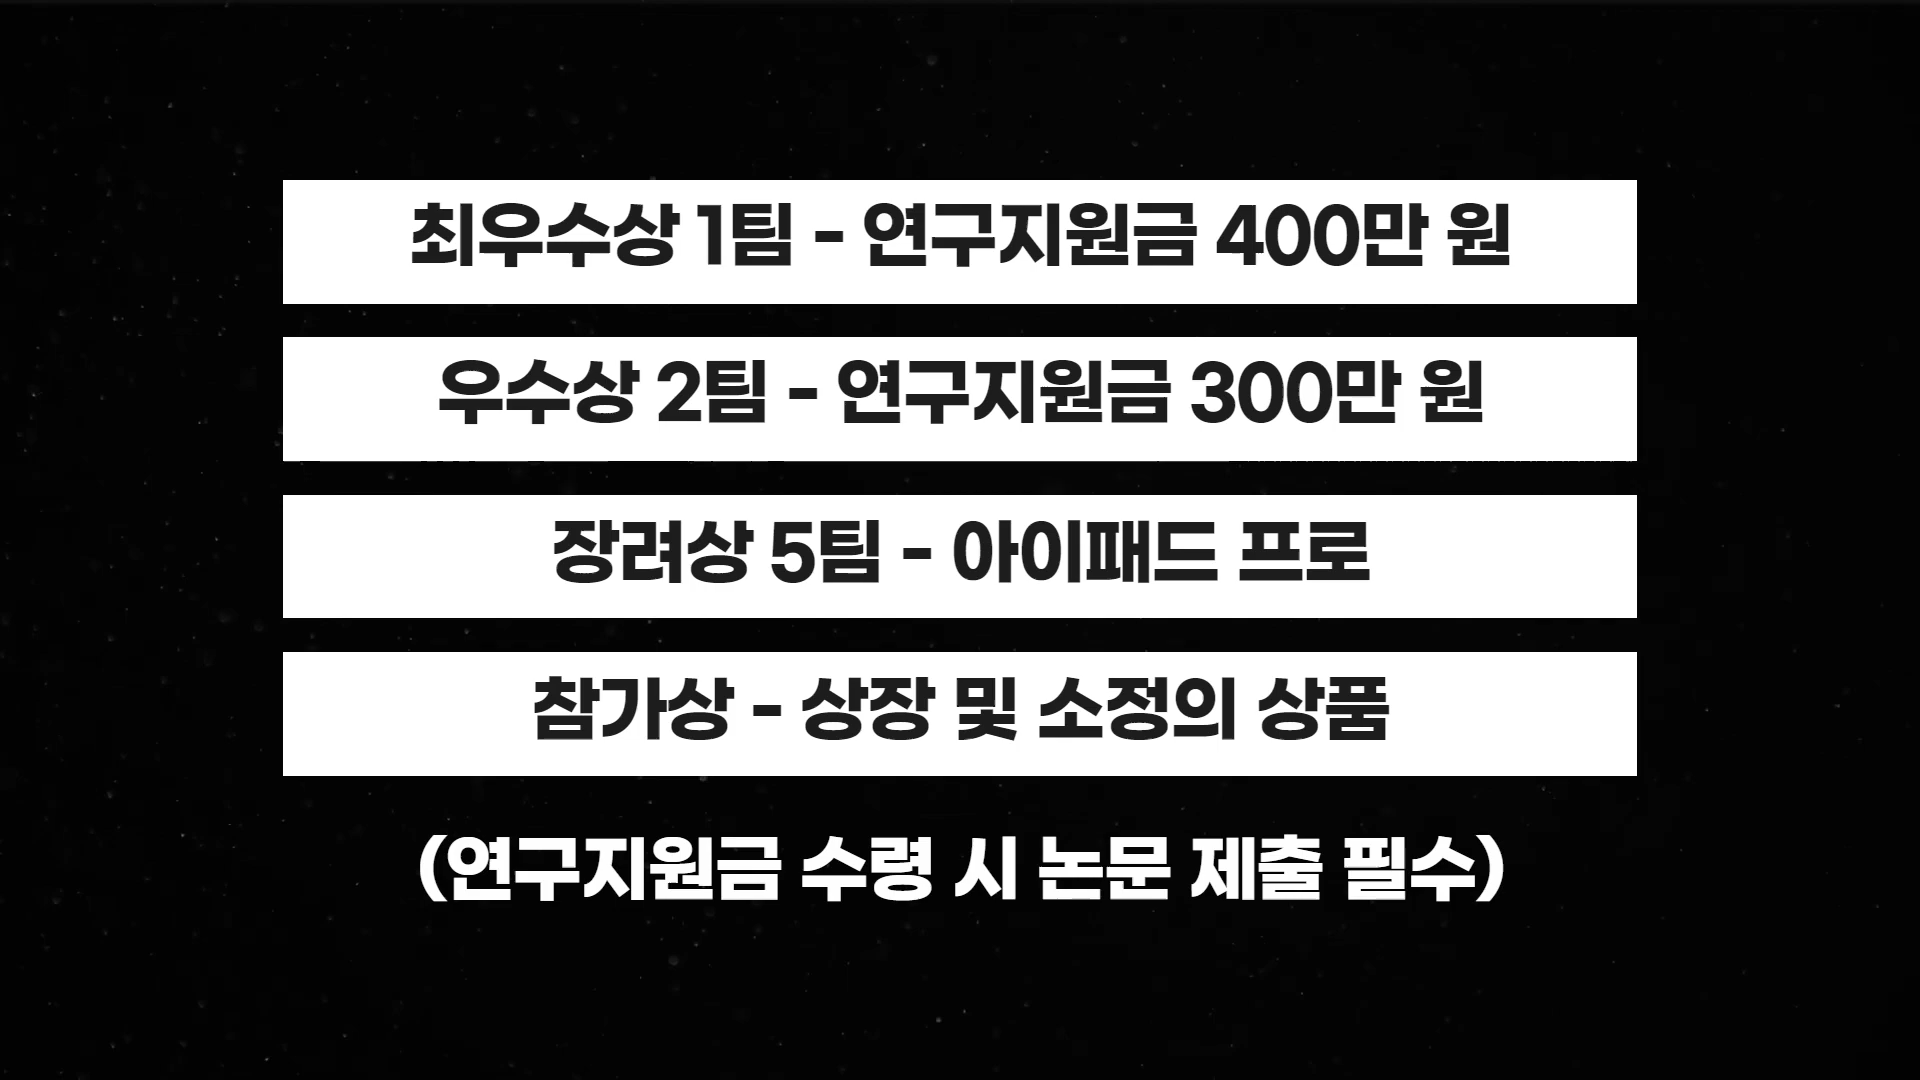 최우수상 1팀 - 연구지원금 400만 원
우수상 2팀 - 연구지원금 300만 원
장려상 5팀 - 아이패드 프로
참가상 - 상장 및 소정의 상품
(연구지원금 수령 시 논문 제출 필수)